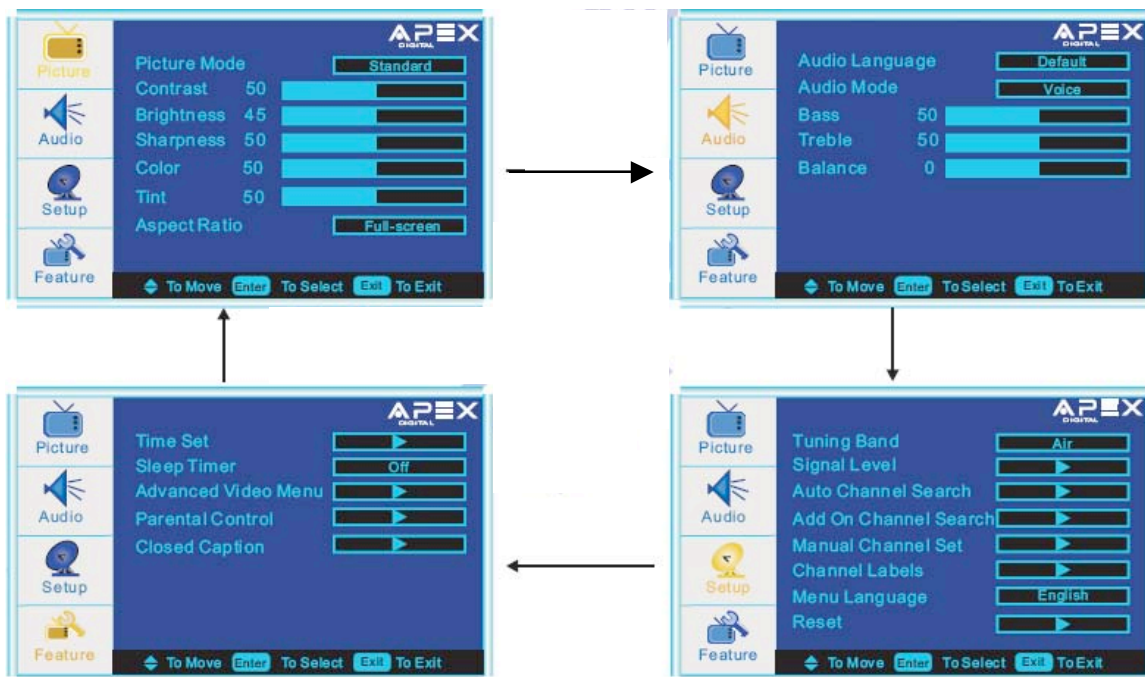 APEX
DIGITAL
Picture
Audio
Setup
Feature
Picture Mode Standard
Contrast 50
Brightness 45
Sharpness 50
Color 50
Tint 50
Aspect Ratio Full-screen
To Move Enter To Select Exit To Exit
APEX
DIGITAL
Picture
Audio
Setup
Feature
Audio Language Default
Audio Mode Voice
Bass 50
Treble 50
Balance 0
To Move Enter To Select Exit To Exit
APEX
DIGITAL
Picture
Audio
Setup
Feature
Time Set
Sleep Timer Off
Advanced Video Menu
Parental Control
Closed Caption
To Move Enter To Select Exit To Exit
APEX
DIGITAL
Picture
Audio
Setup
Feature
Tuning Band Air
Signal Level
Auto Channel Search
Add On Channel Search
Manual Channel Set
Channel Labels
Menu Language English
Reset
To Move Enter To Select Exit To Exit